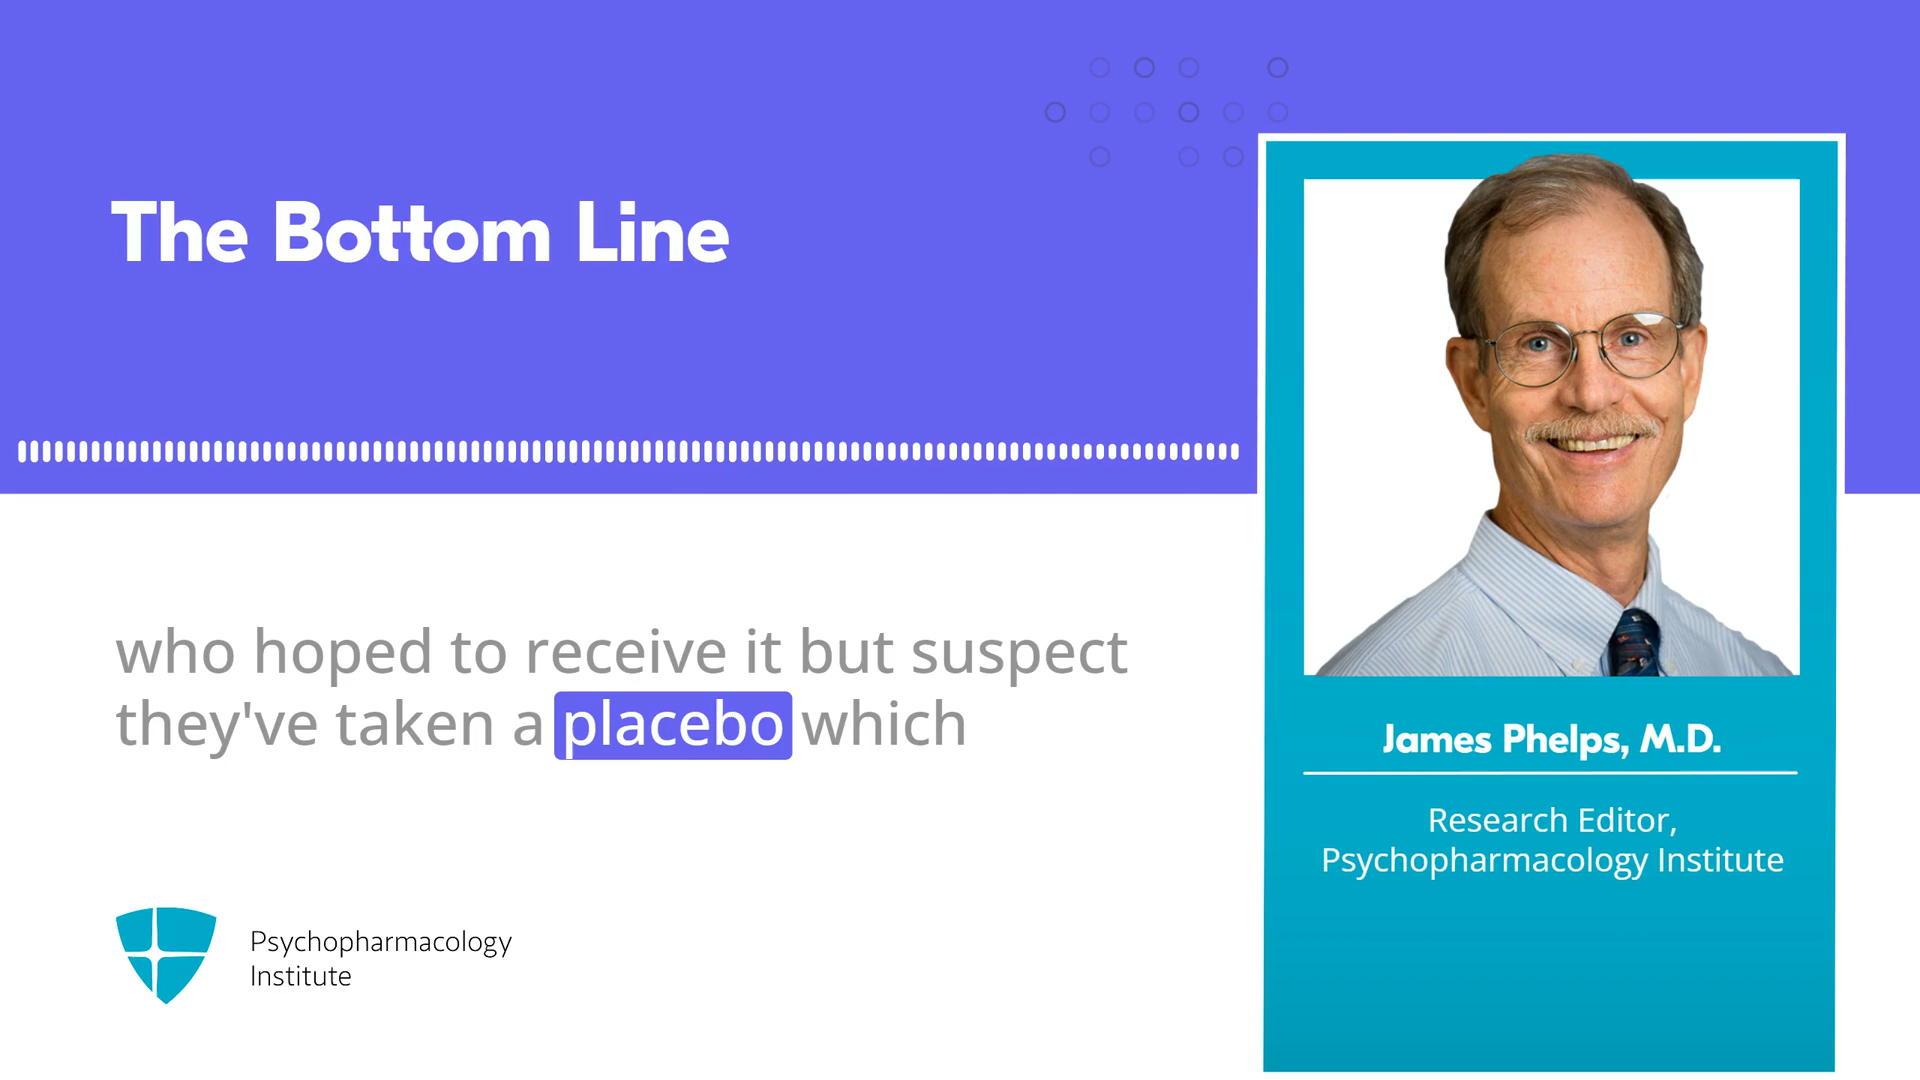 The Bottom Line
who hoped to receive it but suspect
they've taken a placebo which
James Phelps, M.D.
Research Editor,
Psychopharmacology Institute
Psychopharmacology
Institute